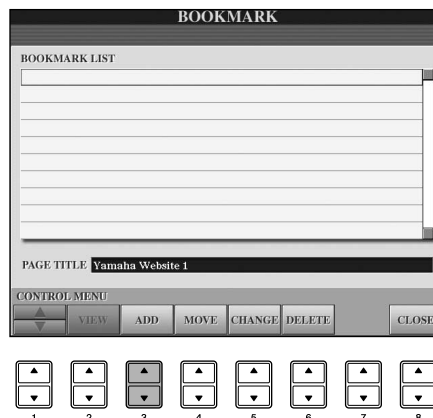 BOOKMARK
BOOKMARK LIST
PAGE TITLE Yamaha Website 1
CONTROL MENU
VIEW ADD MOVE CHANGE DELETE CLOSE
1 2 3 4 5 6 7 8